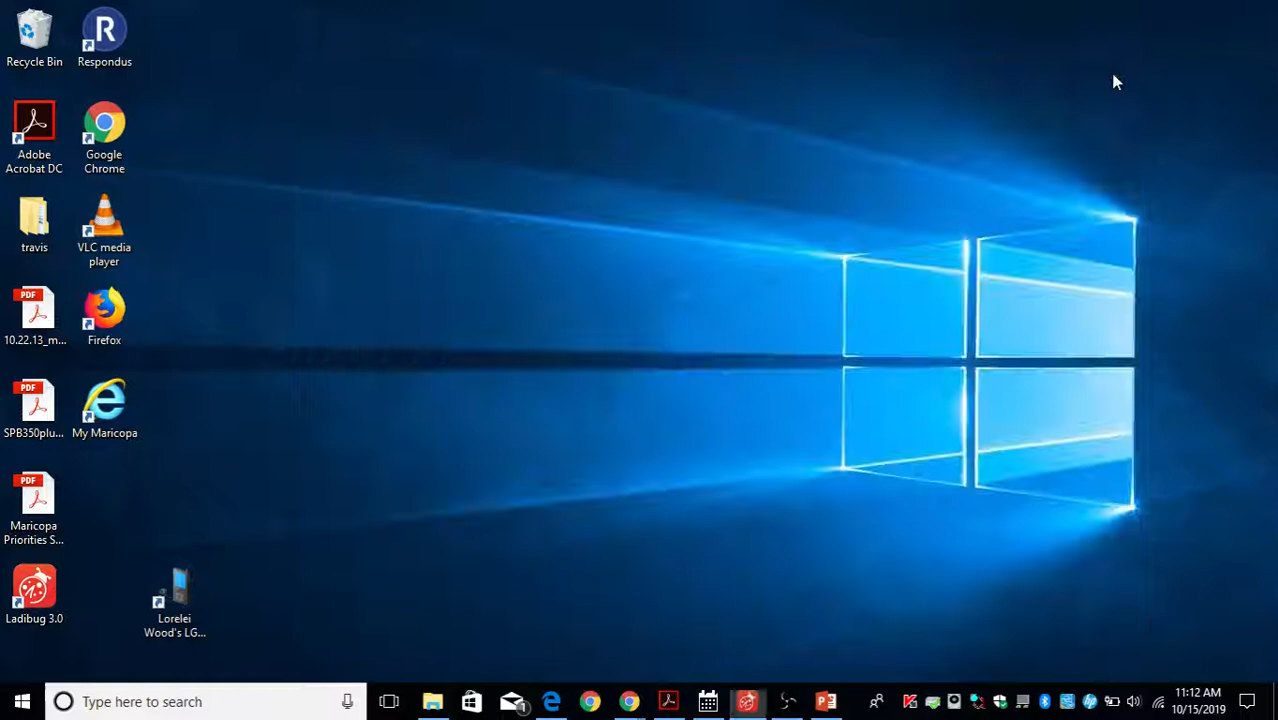 Recycle Bin
R
Respondus
Adobe
Acrobat DC
Google
Chrome
travis
VLC media
player
PDF
10.22.13_m...
Firefox
PDF
SPB350plu...
My Maricopa
PDF
Maricopa
Priorities S...
Ladibug 3.0
Lorelei
Wood's LG...
Type here to search
1
11:12 AM
10/15/2019